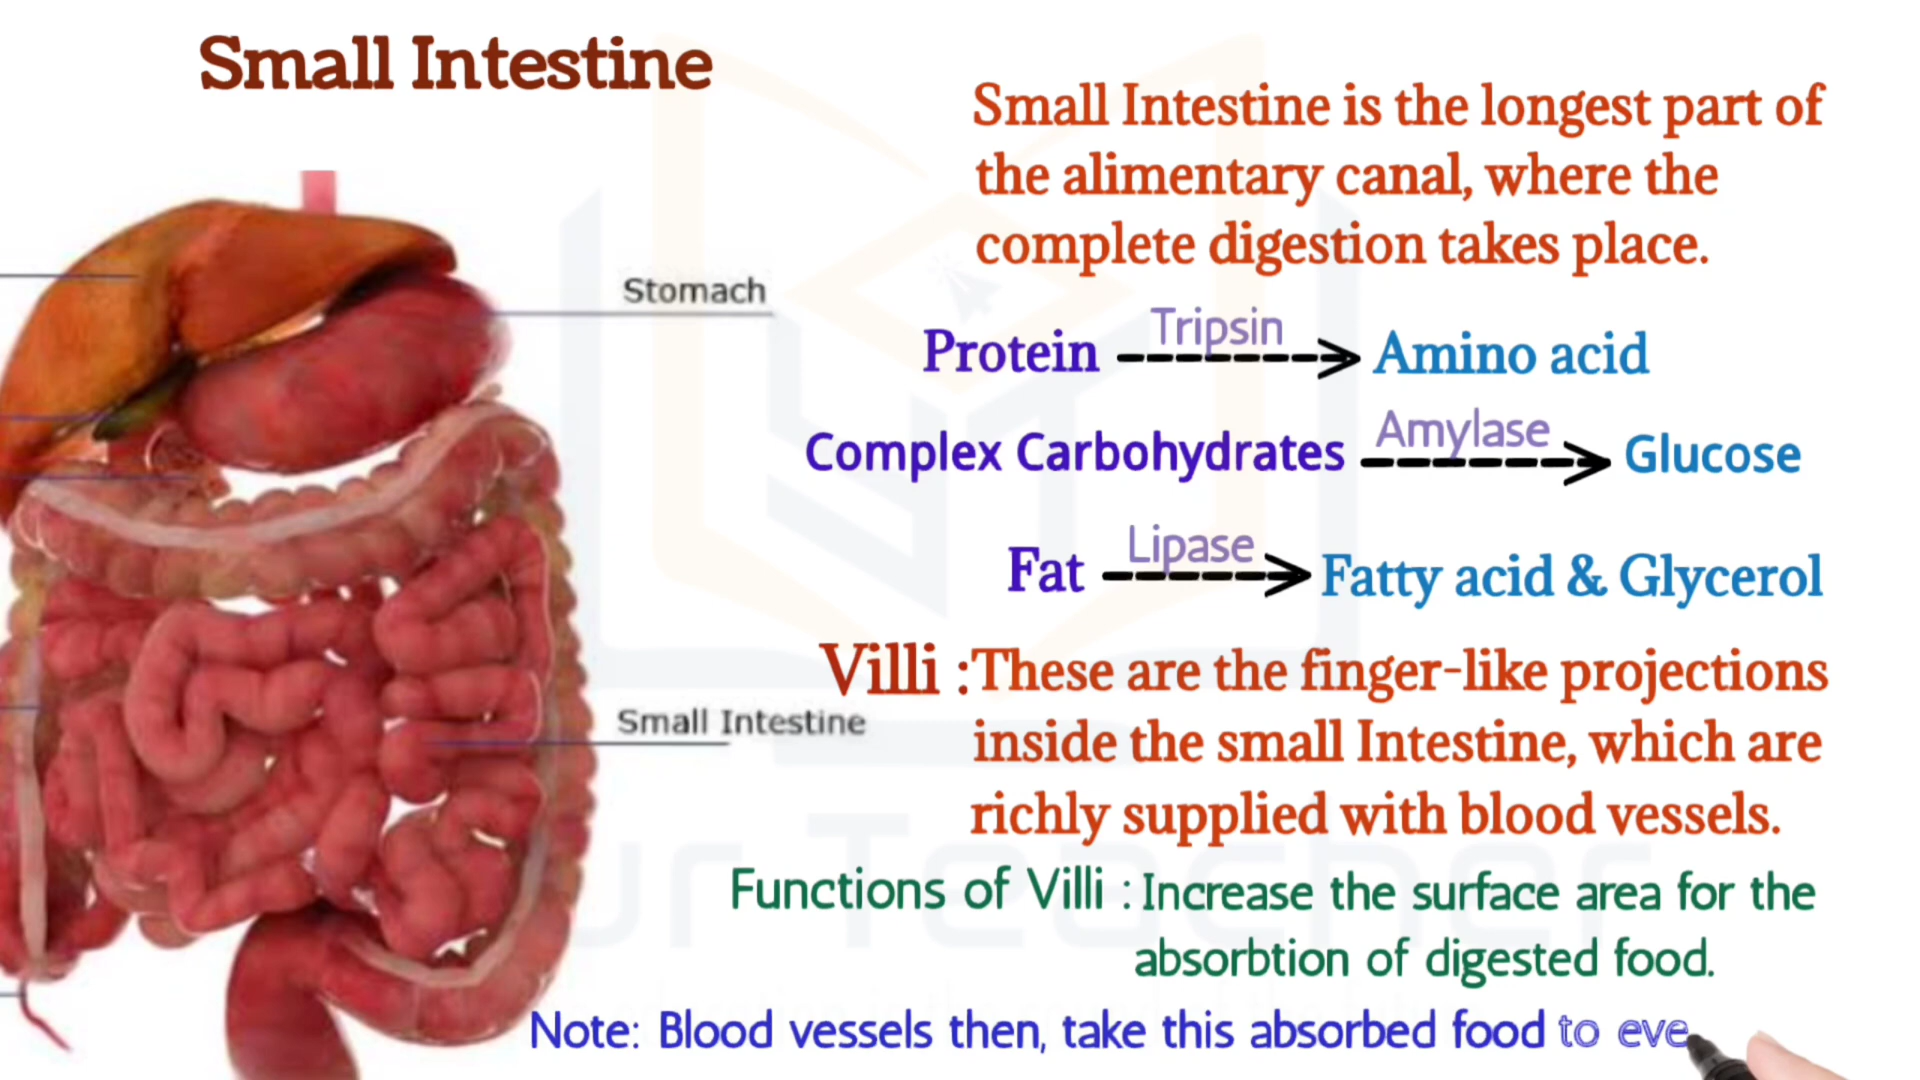 Small Intestine
Small Intestine is the longest part of
the alimentary canal, where the
complete digestion takes place.
Stomach
Protein Tripsin Amino acid
Complex Carbohydrates Amylase Glucose
Fat Lipase Fatty acid & Glycerol
Villi : These are the finger-like projections
inside the small Intestine, which are
richly supplied with blood vessels.
Small Intestine
Functions of Villi : Increase the surface area for the
absorbtion of digested food.
Note: Blood vessels then, take this absorbed food to eve